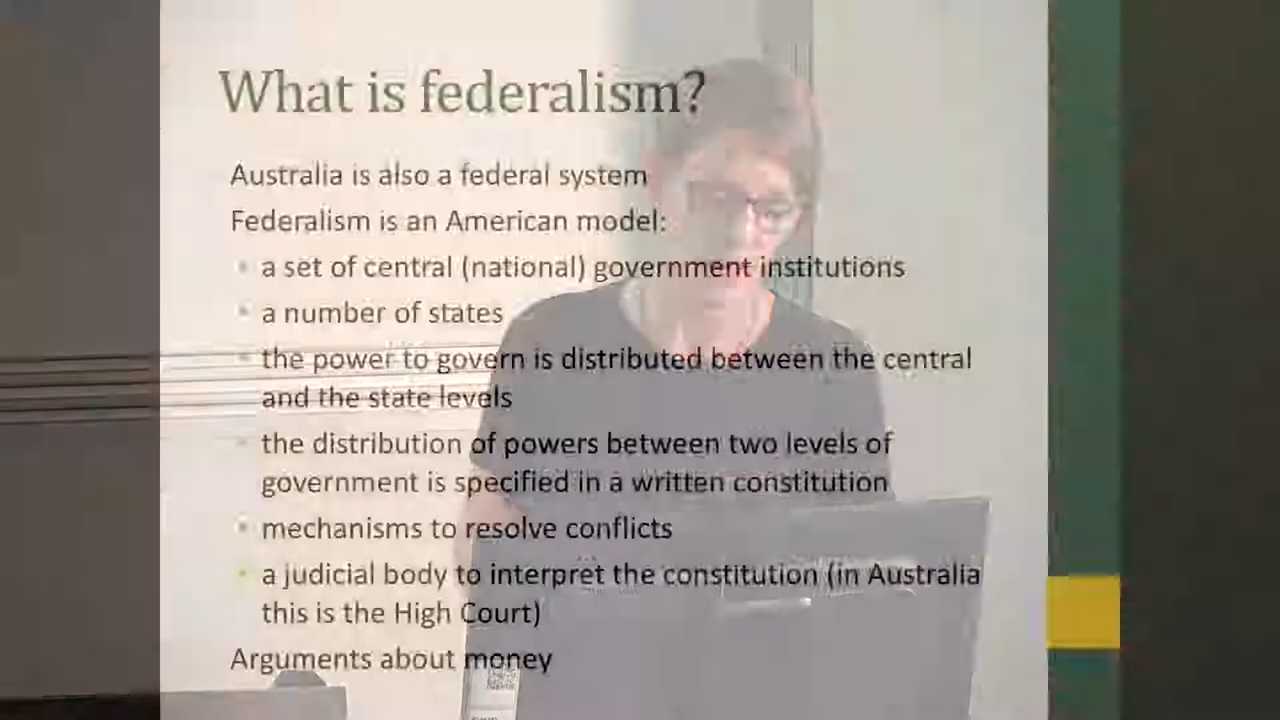 What is federalism?
Australia is also a federal system
Federalism is an American model:
a set of central (national) government institutions
a number of states
the power to govern is distributed between the central
and the state levels
the distribution of powers between two levels of
government is specified in a written constitution
mechanisms to resolve conflicts
a judicial body to interpret the constitution (in Australia
this is the High Court)
Arguments about money